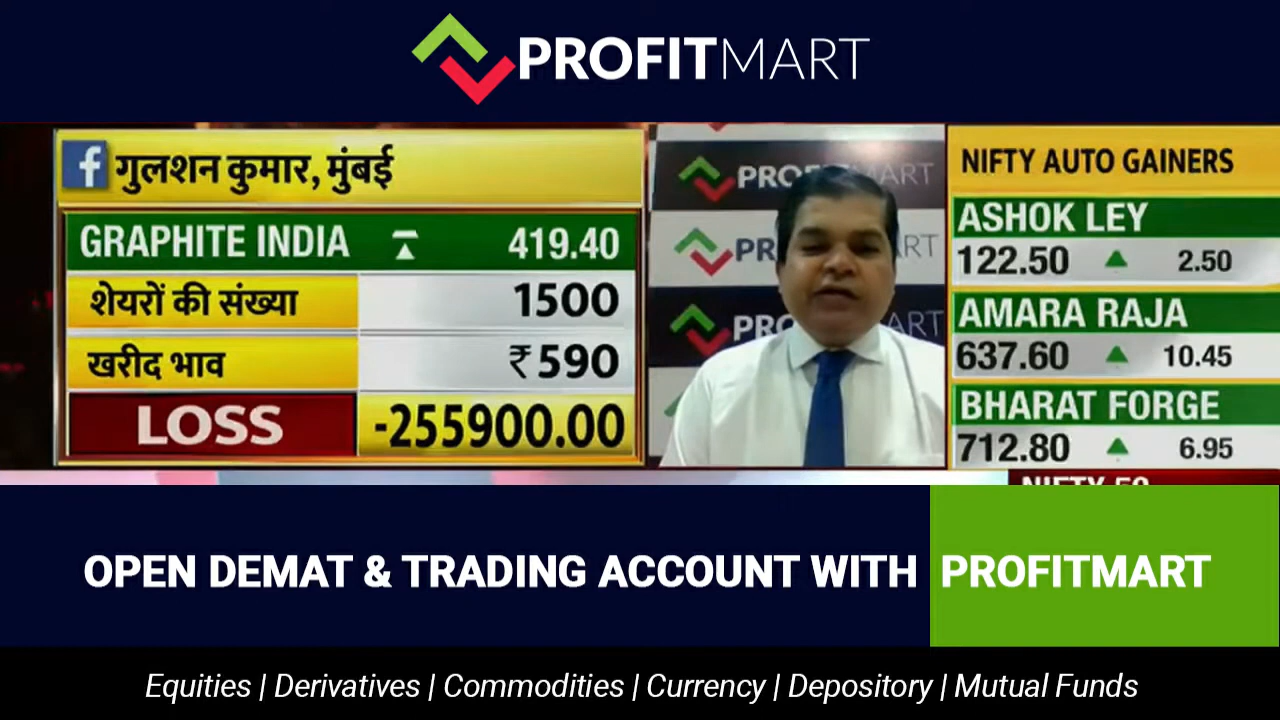 PROFITMART
गुलशन कुमार, मुंबई
GRAPHITE INDIA 419.40
शेयरों की संख्या 1500
खरीद भाव ₹590
LOSS -255900.00
PROFITMART
PROFITMART
PROFITMART
NIFTY AUTO GAINERS
ASHOK LEY
122.50 ▲ 2.50
AMARA RAJA
637.60 ▲ 10.45
BHARAT FORGE
712.80 ▲ 6.95
OPEN DEMAT & TRADING ACCOUNT WITH PROFITMART
Equities | Derivatives | Commodities | Currency | Depository | Mutual Funds